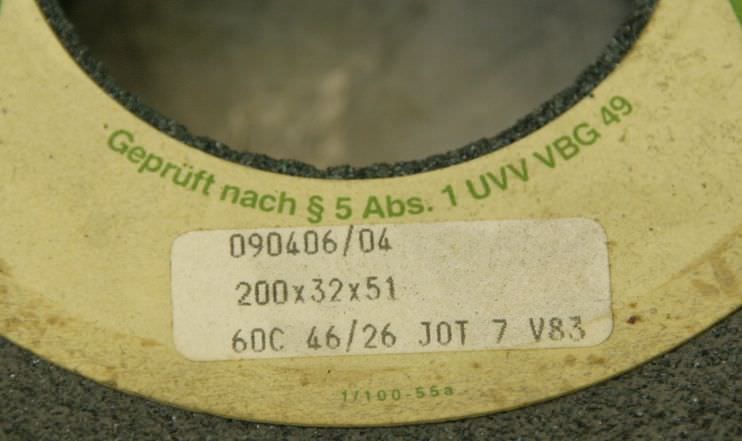 Geprüft nach § 5 Abs. 1 UVV VBG 49
090406/04
200x32x51
60C 46/26 JOT 7 V83
1/100-55a